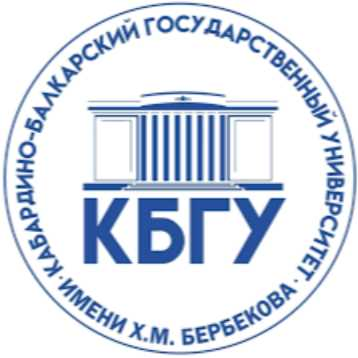 КАБАРДИНО-БАЛКАРСКИЙ ГОСУДАРСТВЕННЫЙ УНИВЕРСИТЕТ
· ИМЕНИ Х.М. БЕРБЕКОВА ·
КБГУ